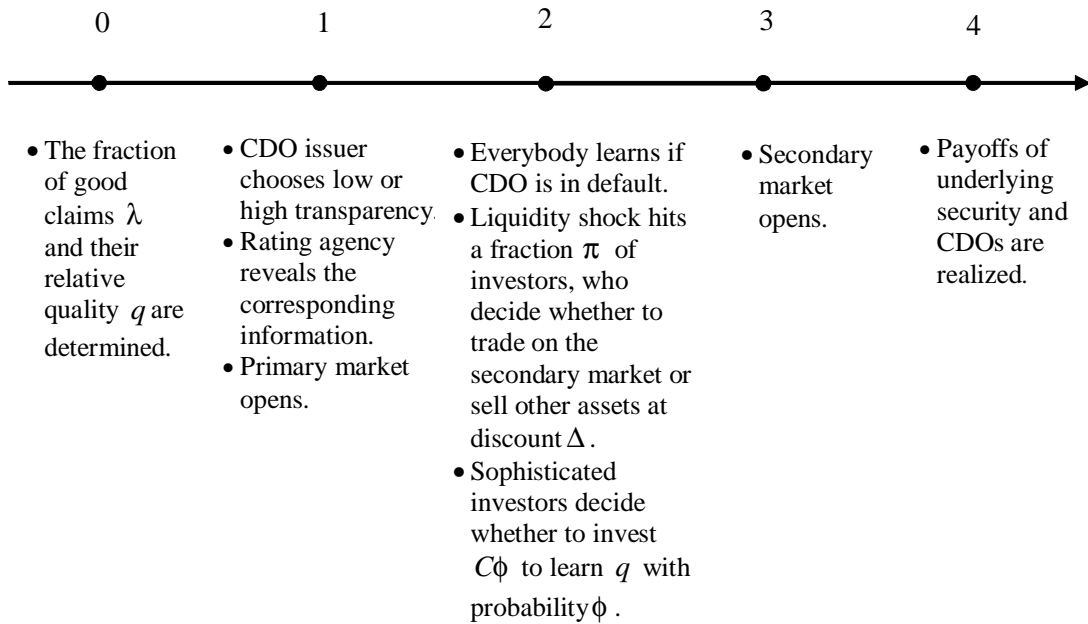 0
1
2
3
4
• The fraction
of good
claims λ
and their
relative
quality q are
determined.
• CDO issuer
chooses low or
high transparency.
• Rating agency
reveals the
corresponding
information.
• Primary market
opens.
• Everybody learns if
CDO is in default.
• Liquidity shock hits
a fraction π of
investors, who
decide whether to
trade on the
secondary market or
sell other assets at
discount Δ.
• Sophisticated
investors decide
whether to invest
Cϕ to learn q with
probability ϕ.
• Secondary
market
opens.
• Payoffs of
underlying
security and
CDOs are
realized.